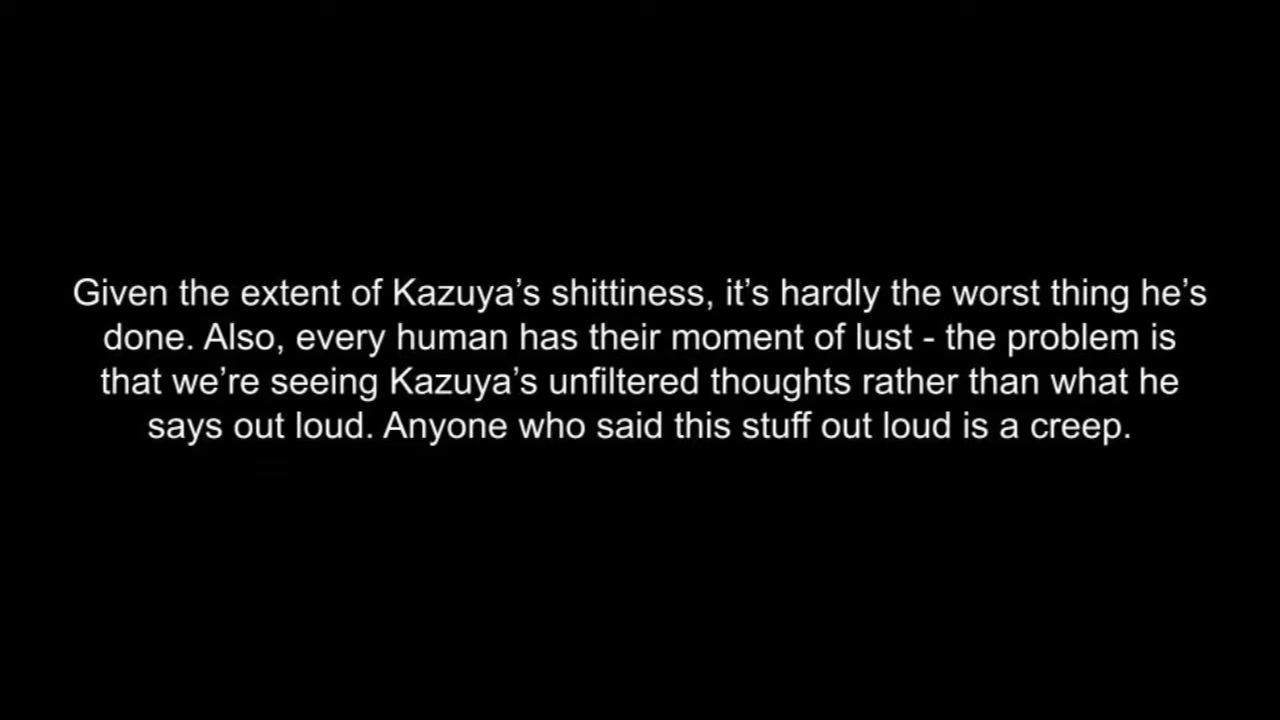 Given the extent of Kazuya’s shittiness, it’s hardly the worst thing he’s
done. Also, every human has their moment of lust - the problem is
that we’re seeing Kazuya’s unfiltered thoughts rather than what he
says out loud. Anyone who said this stuff out loud is a creep.